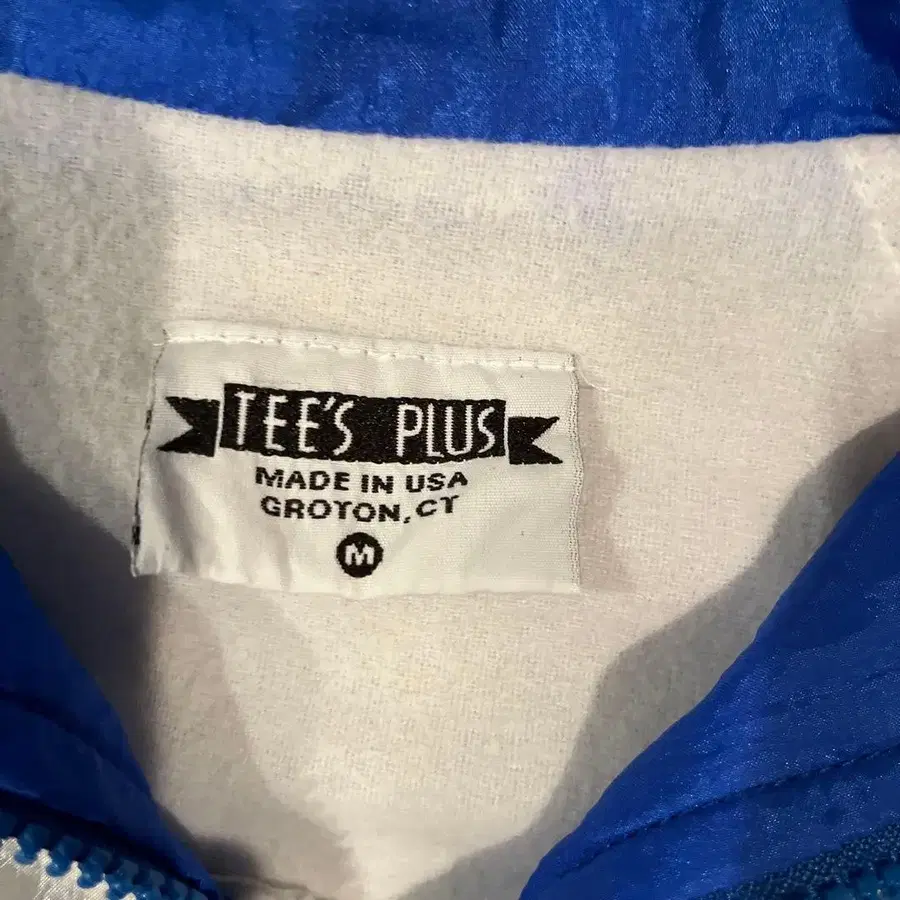 TEE'S PLUS
MADE IN USA
GROTON, CT
M